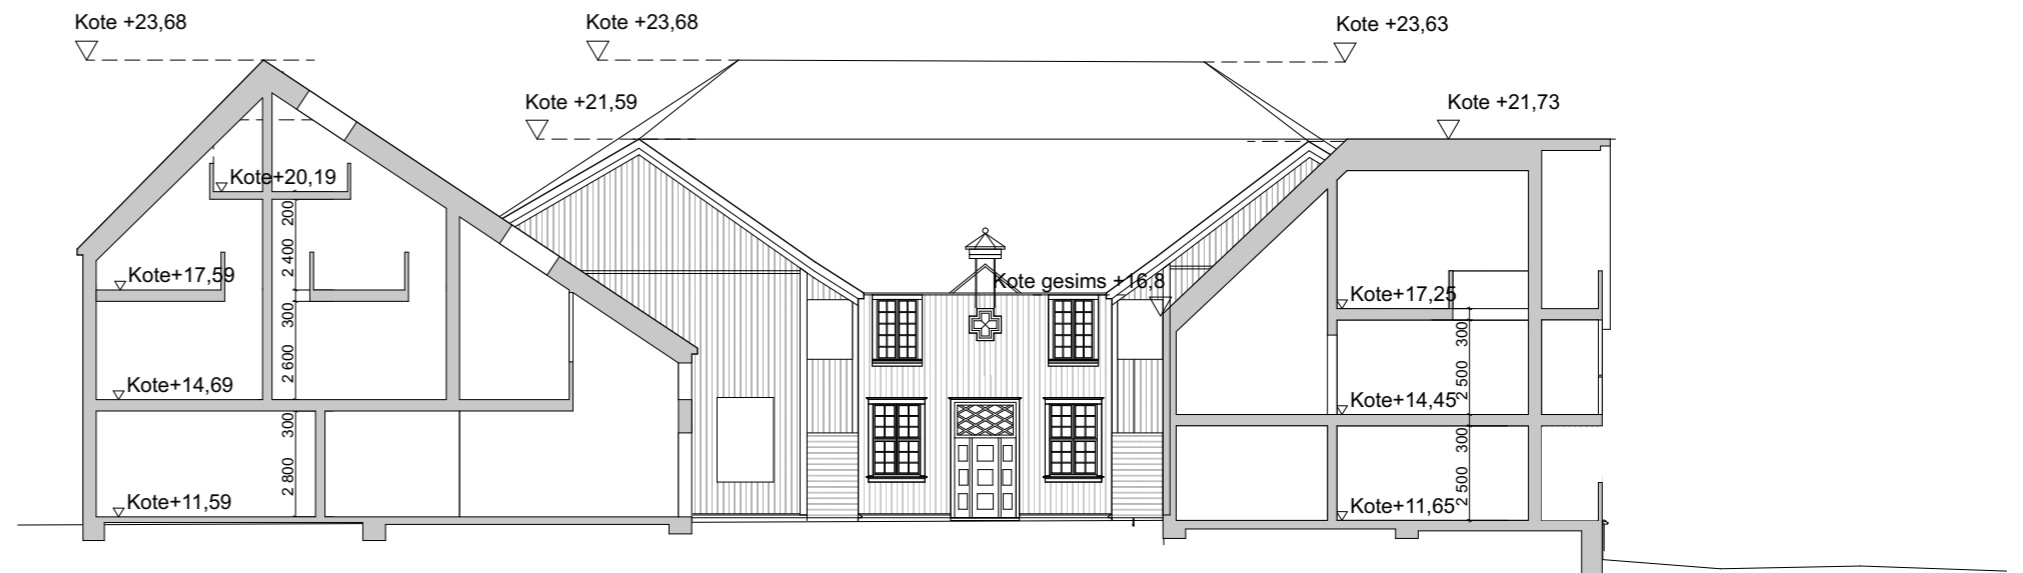 Kote +23,68
Kote +23,68
Kote +23,63
Kote +21,59
Kote +21,73
Kote+20,19
200
2 400
Kote+17,59
300
2 600
Kote+14,69
300
2 800
Kote+11,59
Kote gesims +16,8
Kote+17,25
300
2 500
Kote+14,45
300
2 500
Kote+11,65